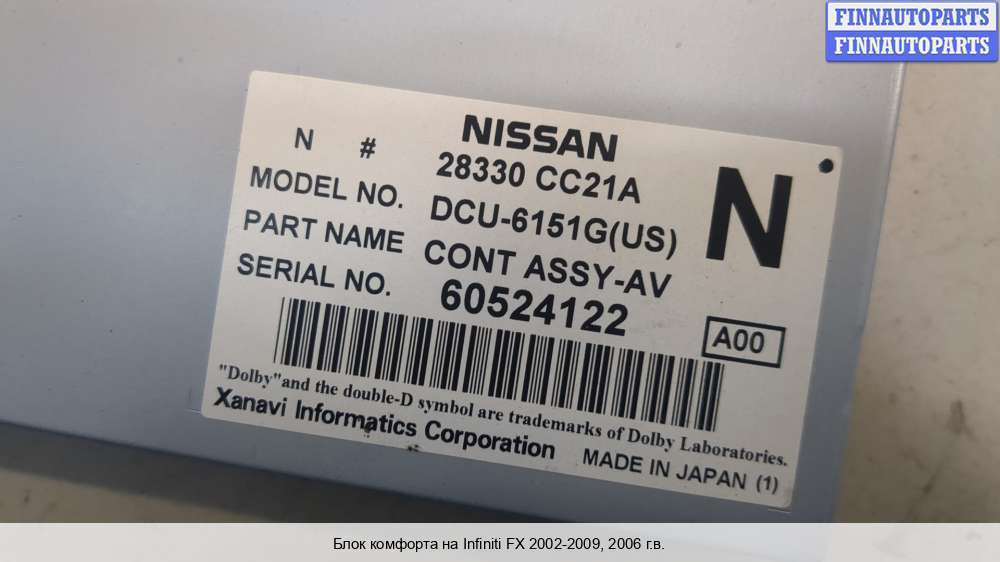 FINNAUTOPARTS
FINNAUTOPARTS
NISSAN
N # 28330 CC21A
MODEL NO. DCU-6151G(US)
PART NAME CONT ASSY-AV
SERIAL NO. 60524122
N
A00
"Dolby"and the double-D symbol are trademarks of Dolby Laboratories.
Xanavi Informatics Corporation MADE IN JAPAN (1)
Блок комфорта на Infiniti FX 2002-2009, 2006 г.в.